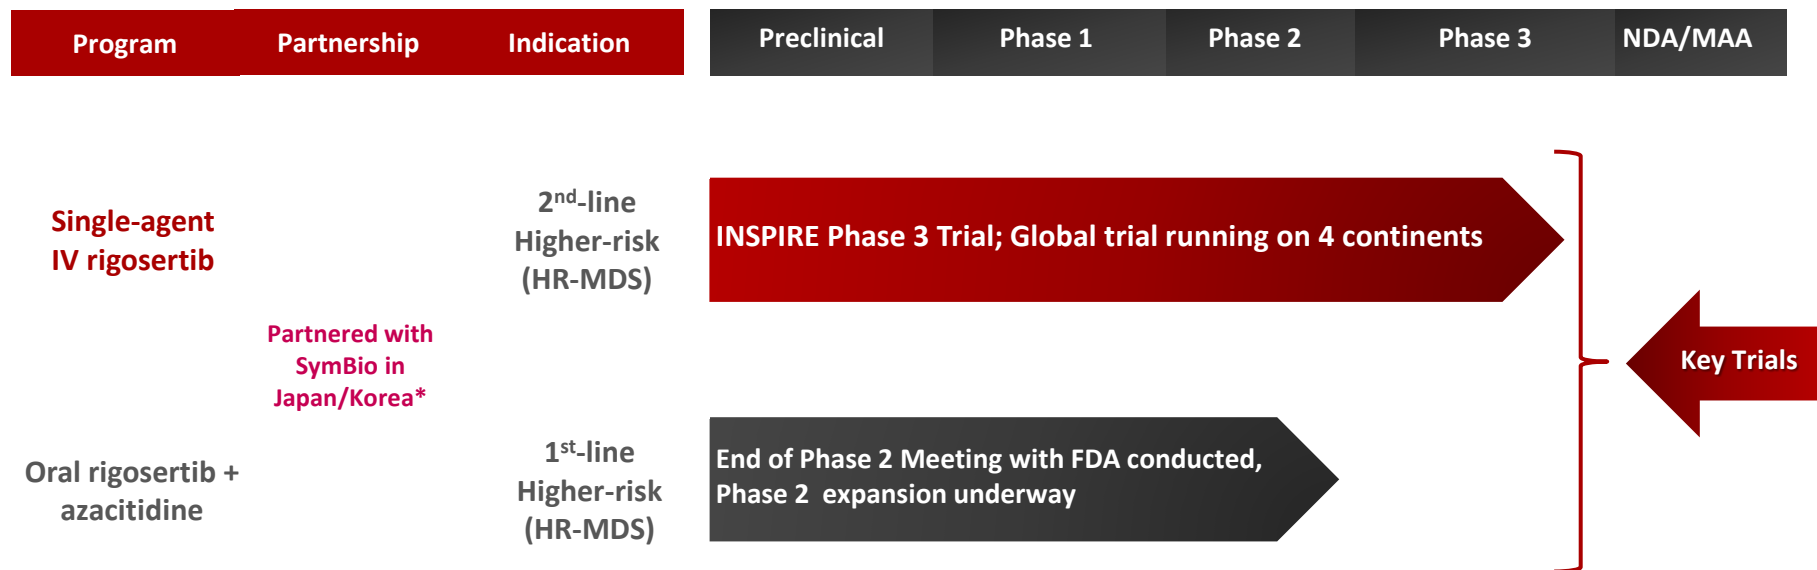 Program Partnership Indication Preclinical Phase 1 Phase 2 Phase 3 NDA/MAA
Single-agent
IV rigosertib
2nd-line
Higher-risk
(HR-MDS)
INSPIRE Phase 3 Trial; Global trial running on 4 continents
Partnered with
SymBio in
Japan/Korea*
Key Trials
Oral rigosertib +
azacitidine
1st-line
Higher-risk
(HR-MDS)
End of Phase 2 Meeting with FDA conducted,
Phase 2 expansion underway